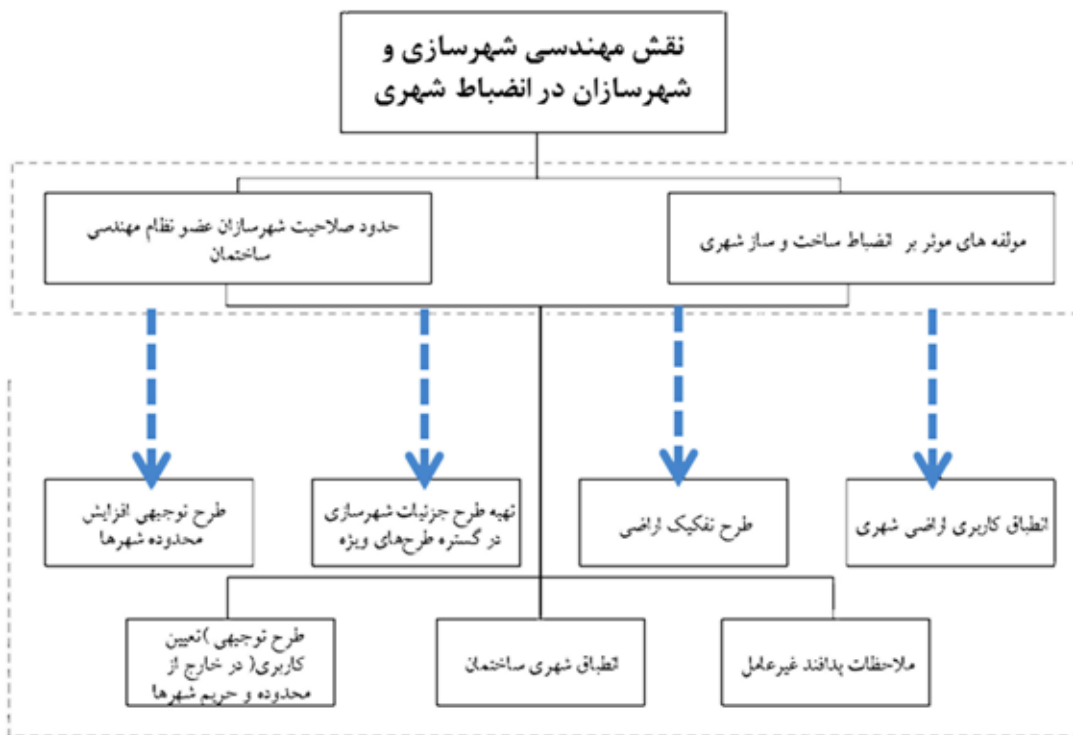 نقش مهندسی شهرسازی و
شهرسازان در انضباط شهری
مولفه های موثر بر انضباط ساخت و ساز شهری
حدود صلاحیت شهرسازان عضو نظام مهندسی
ساختمان
انطباق کاربری اراضی شهری
طرح تفکیک اراضی
تهیه طرح جزئیات شهرسازی
در گستره طرح‌های ویژه
طرح توجیهی افزایش
محدوده شهرها
ملاحظات پدافند غیرعامل
انطباق شهری ساختمان
طرح توجیهی )تعیین
کاربری( در خارج از
محدوده و حریم شهرها